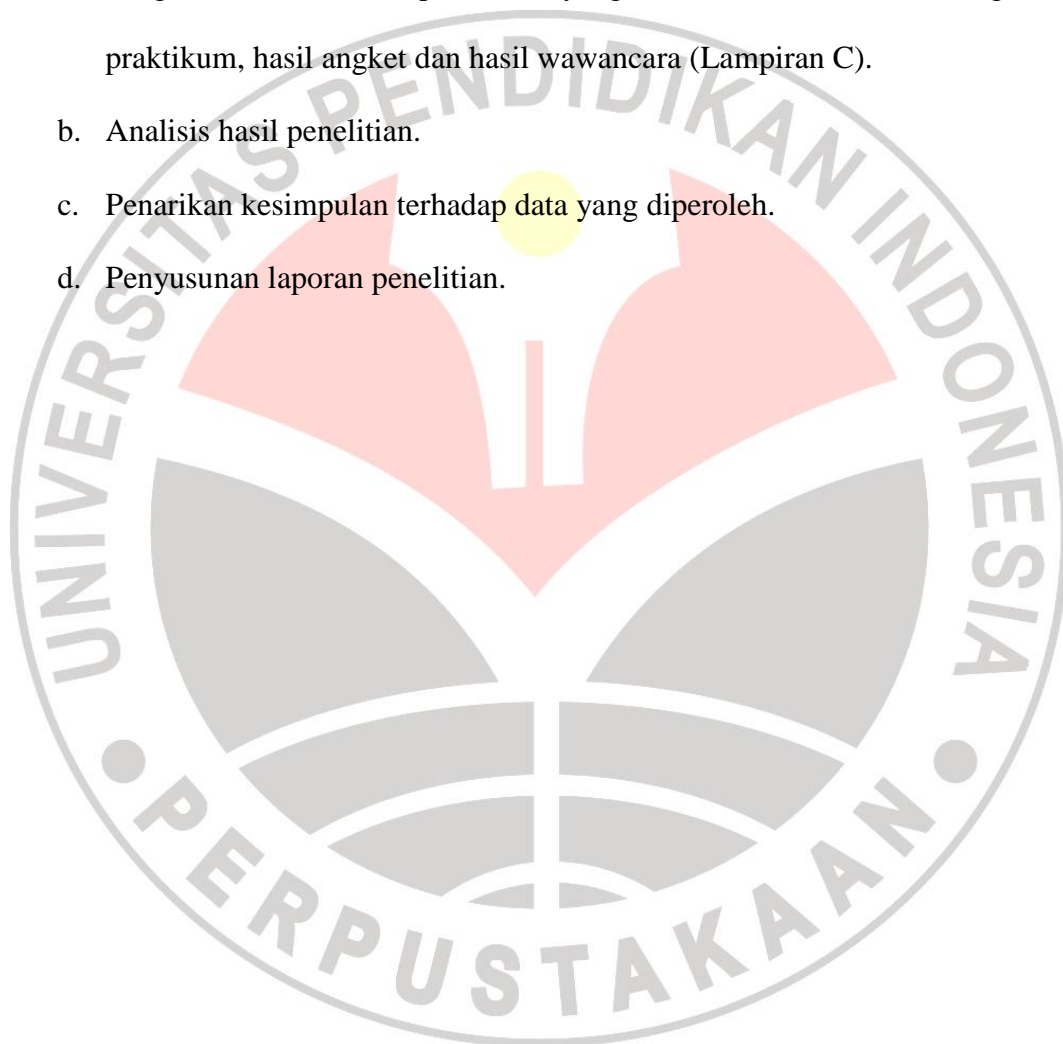 praktikum, hasil angket dan hasil wawancara (Lampiran C).
b. Analisis hasil penelitian.
c. Penarikan kesimpulan terhadap data yang diperoleh.
d. Penyusunan laporan penelitian.
UNIVERSITAS PENDIDIKAN INDONESIA
PERPUSTAKAAN